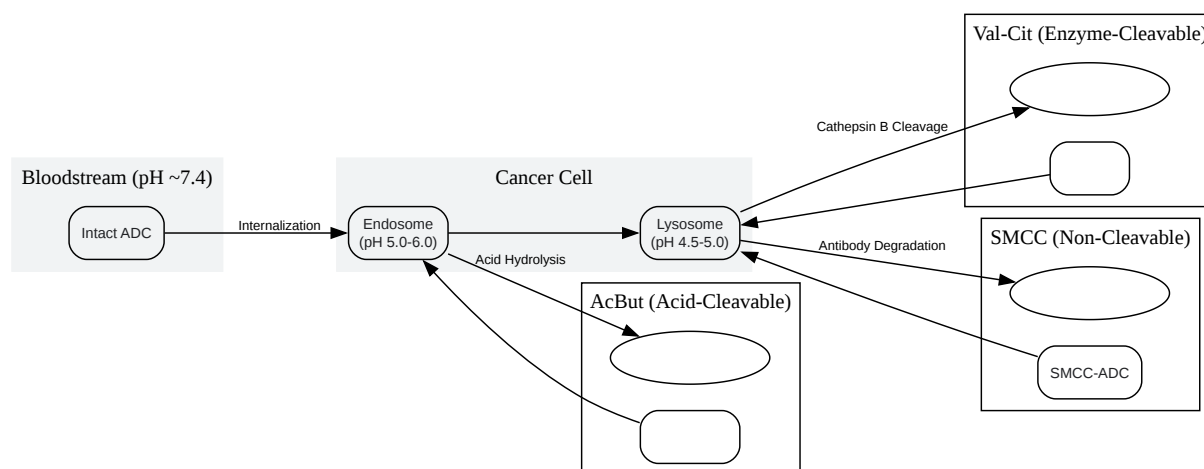 Val-Cit (Enzyme-Cleavable)
Cathepsin B Cleavage
Bloodstream (pH ~7.4)
Cancer Cell
Intact ADC
Internalization
Endosome
(pH 5.0-6.0)
Lysosome
(pH 4.5-5.0)
Acid Hydrolysis
Antibody Degradation
SMCC (Non-Cleavable)
AcBut (Acid-Cleavable)
SMCC-ADC